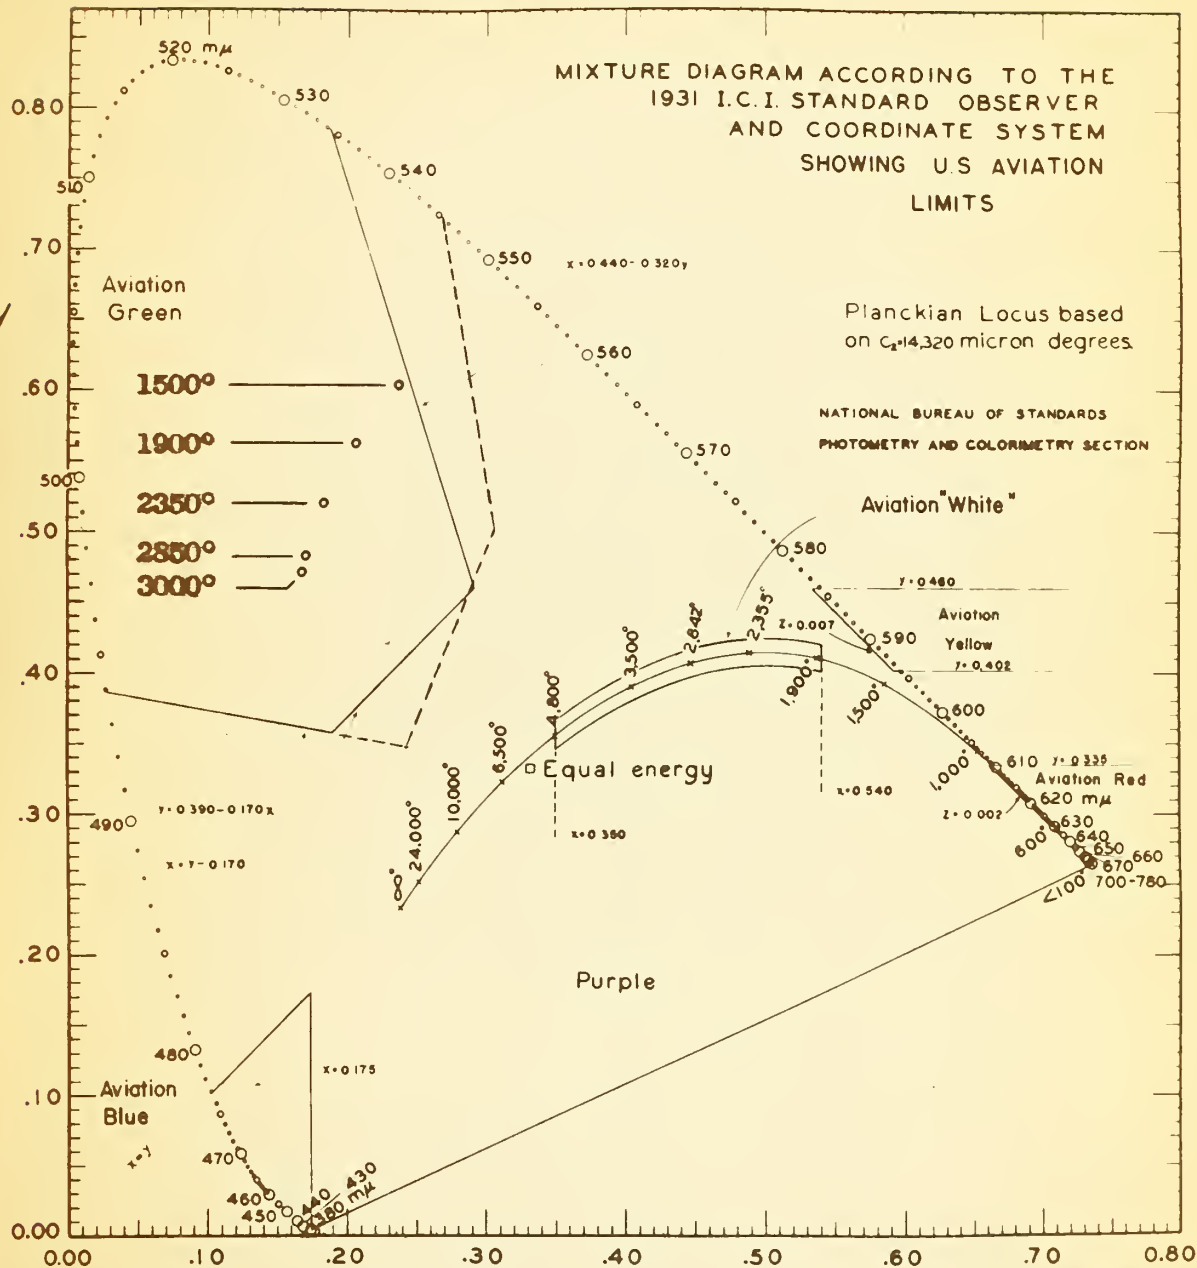 MIXTURE DIAGRAM ACCORDING TO THE
1931 I.C.I. STANDARD OBSERVER
AND COORDINATE SYSTEM
SHOWING U.S AVIATION
LIMITS
520 mμ
530
540
550
560
570
580
590
600
610
620 mμ
630
640
650
660
670
700-780
510
500
490
480
470
460
450
440
430
380 mμ
x = 0.440-0.320y
Planckian Locus based
on C₂=14,320 micron degrees.
NATIONAL BUREAU OF STANDARDS
PHOTOMETRY AND COLORIMETRY SECTION
Aviation
Green
1500°
1900°
2350°
2850°
3000°
Aviation "White"
y=0.460
Aviation
Yellow
Z=0.007
y=0.402
2,355°
2,842°
3,500°
4,800°
6,500°
10,000°
24,000°
∞°
1,900°
1,500°
1,000°
600°
<100°
□ Equal energy
y=0.335
Aviation Red
Z=0.002
x=0.540
x=0.350
y=0.390-0.170x
x=y-0.170
Purple
x=0.175
Aviation
Blue
x=y
0.80
.70
.60
.50
.40
.30
.20
.10
0.00
0.00 .10 .20 .30 .40 .50 .60 .70 0.80